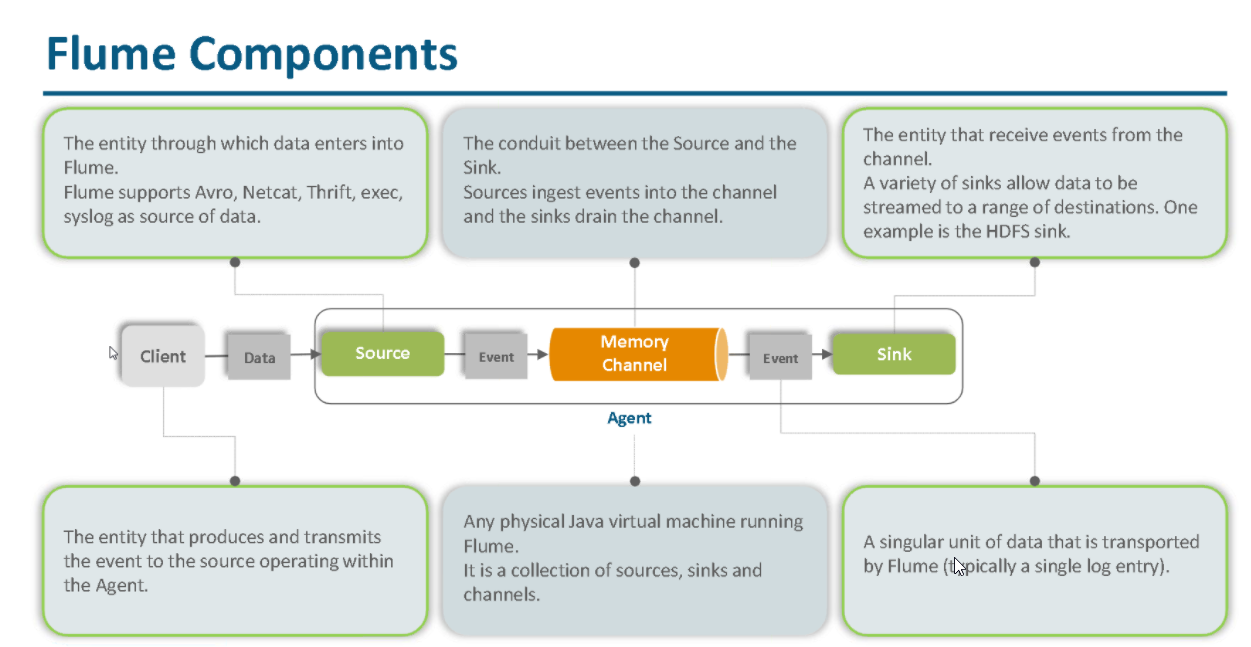 Flume Components
The entity through which data enters into
Flume.
Flume supports Avro, Netcat, Thrift, exec,
syslog as source of data.
The conduit between the Source and the
Sink.
Sources ingest events into the channel
and the sinks drain the channel.
The entity that receive events from the
channel.
A variety of sinks allow data to be
streamed to a range of destinations. One
example is the HDFS sink.
Client
Data
Source
Event
Memory
Channel
Event
Sink
Agent
The entity that produces and transmits
the event to the source operating within
the Agent.
Any physical Java virtual machine running
Flume.
It is a collection of sources, sinks and
channels.
A singular unit of data that is transported
by Flume (typically a single log entry).